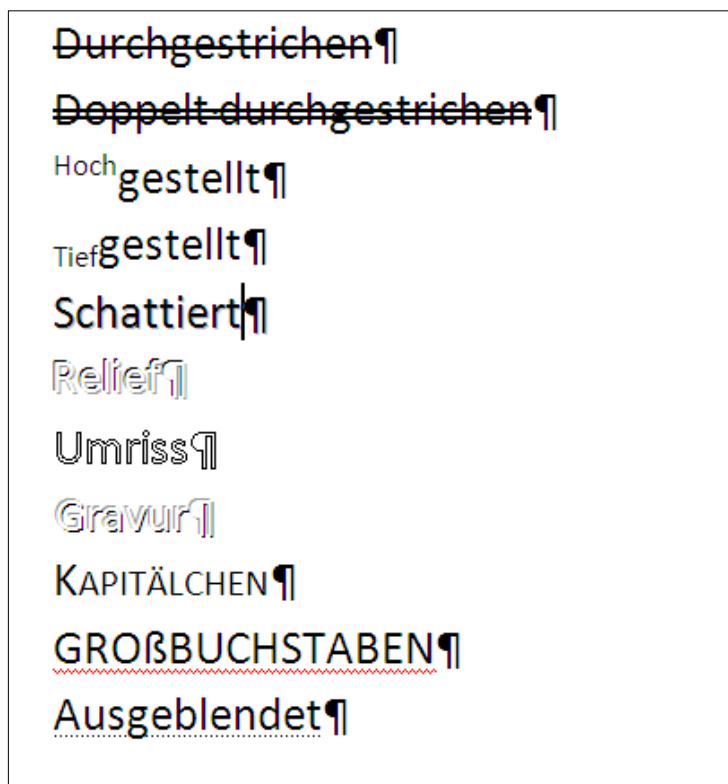 Durchgestrichen¶
Doppelt durchgestrichen¶
Hochgestellt¶
Tiefgestellt¶
Schattiert¶
Relief¶
Umriss¶
Gravur¶
KAPITÄLCHEN¶
GROßBUCHSTABEN¶
Ausgeblendet¶